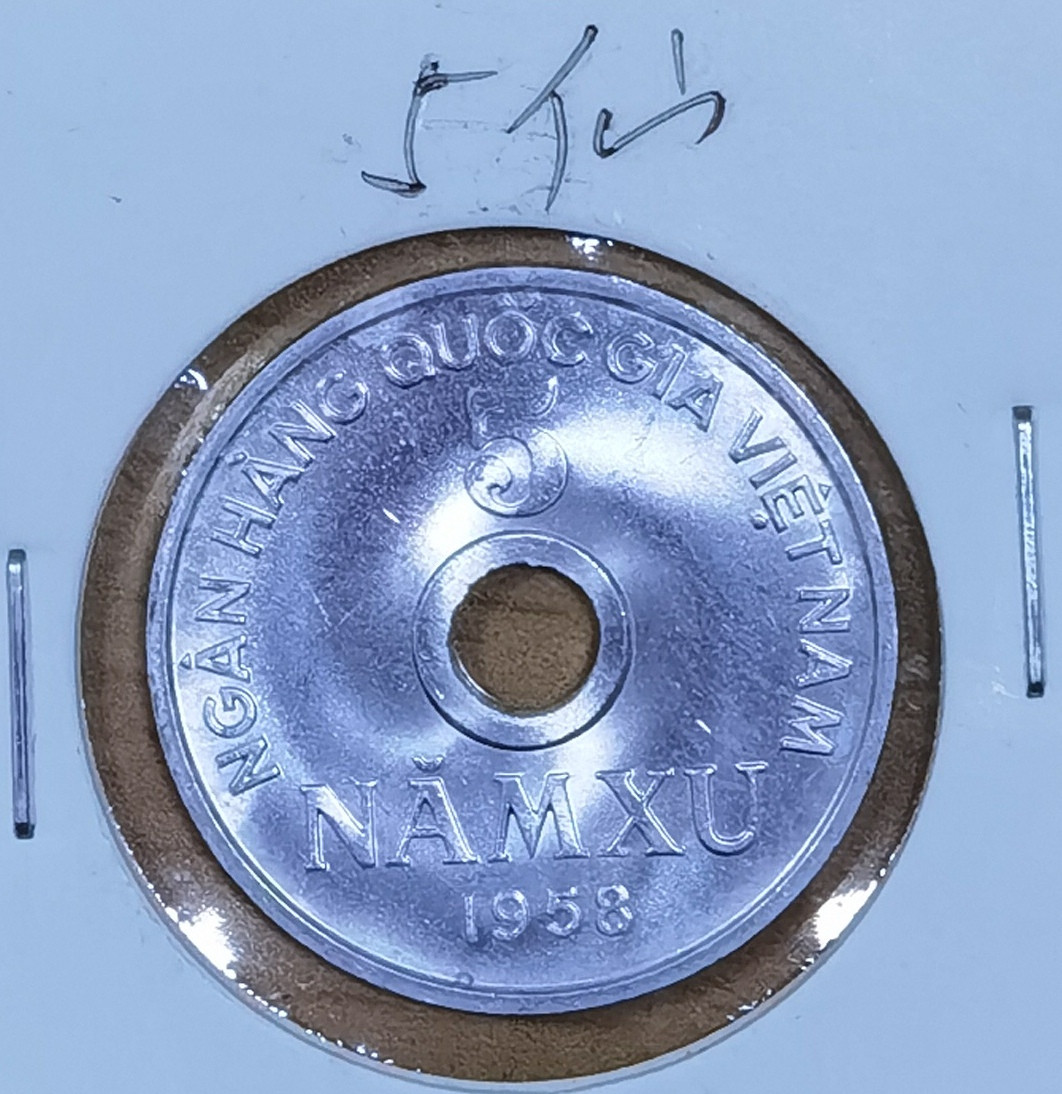 5 xu
NGÂN HÀNG QUỐC GIA VIỆT NAM
5
NĂM XU
1958